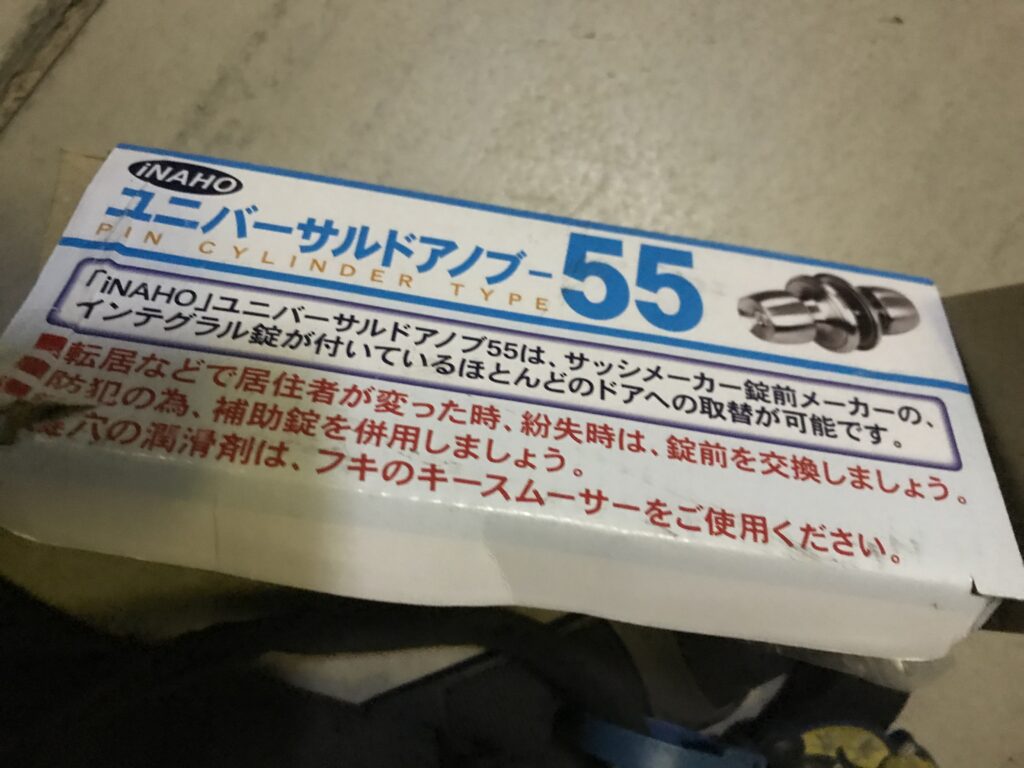 iNAHO
ユニバーサルドアノブー55
PIN CYLINDER TYPE
「iNAHO」ユニバーサルドアノブ55は、サッシメーカー錠前メーカーの、
インテグラル錠が付いているほとんどのドアへの取替が可能です。
■転居などで居住者が変った時、紛失時は、錠前を交換しましょう。
■防犯の為、補助錠を併用しましょう。
穴の潤滑剤は、フキのキースムーサーをご使用ください。